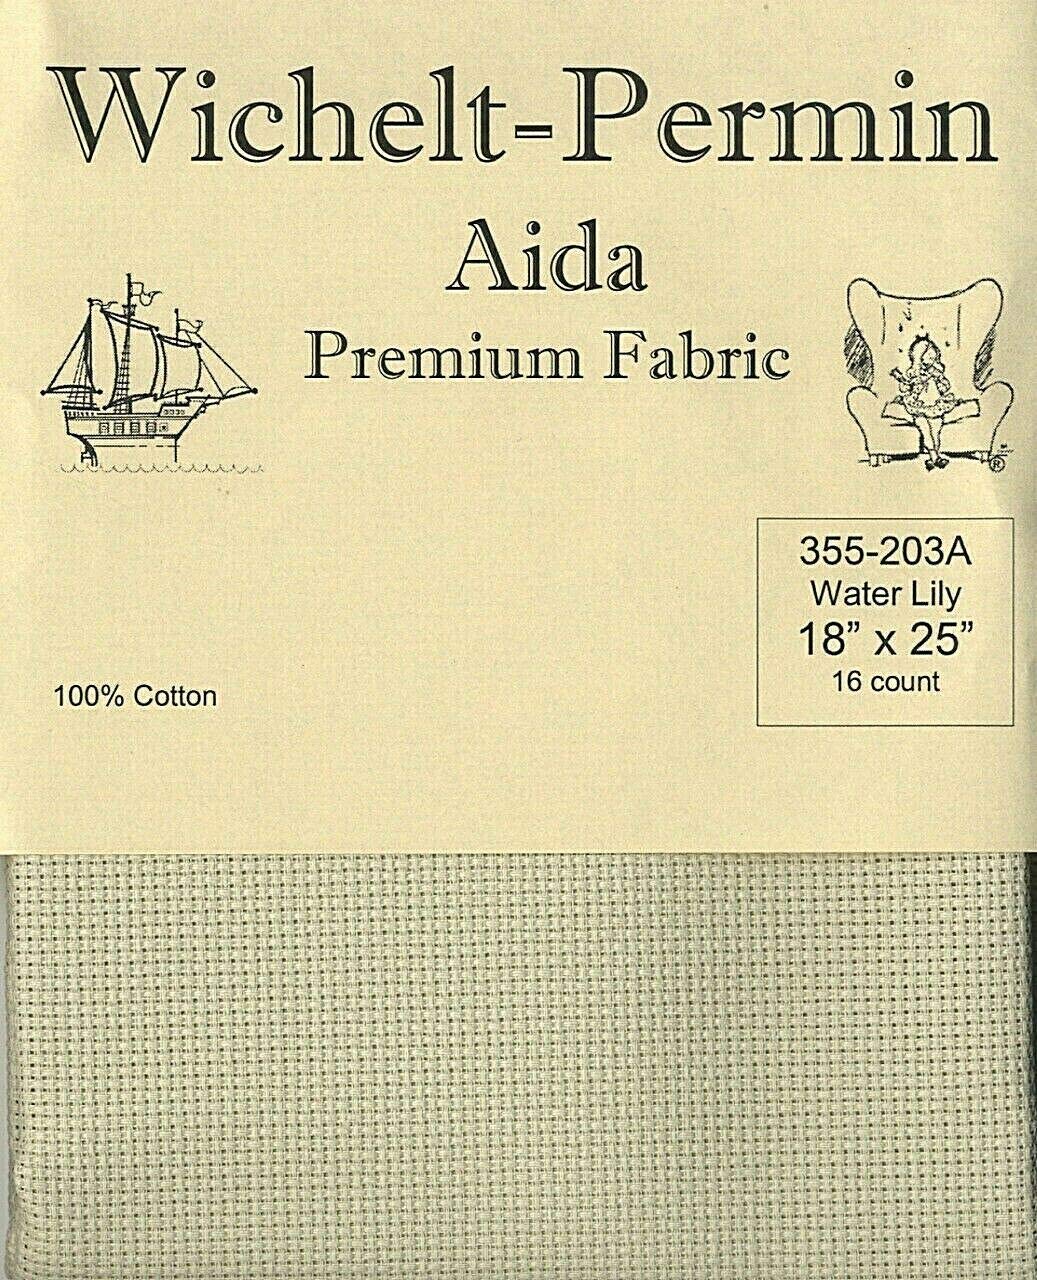 Wichelt-Permin
Aida
Premium Fabric
®
355-203A
Water Lily
18” x 25”
16 count
100% Cotton